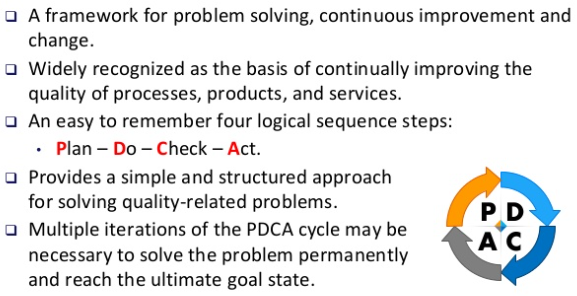 A framework for problem solving, continuous improvement and
change.
Widely recognized as the basis of continually improving the
quality of processes, products, and services.
An easy to remember four logical sequence steps:
• Plan – Do – Check – Act.
Provides a simple and structured approach
for solving quality-related problems.
Multiple iterations of the PDCA cycle may be
necessary to solve the problem permanently
and reach the ultimate goal state.
P D
A C